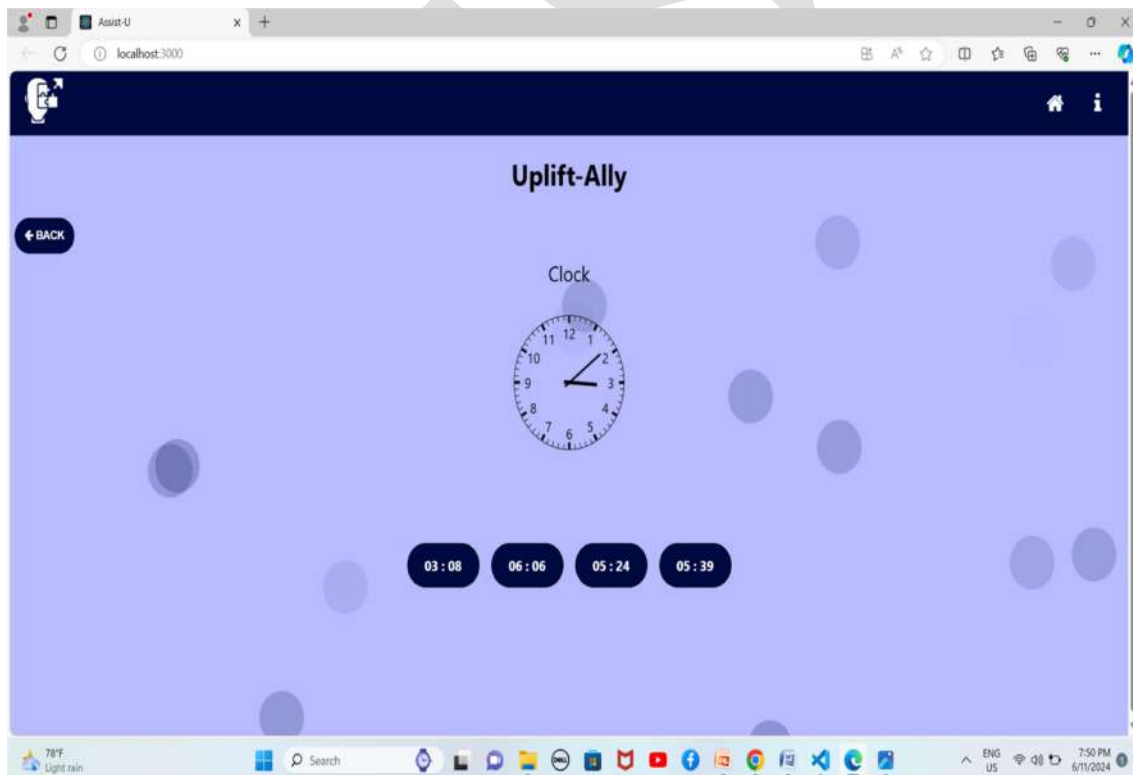 Assist-U
localhost:3000
Uplift-Ally
BACK
Clock
12
11 1
10 2
9 3
8 4
7 6 5
03 : 08 06 : 06 05 : 24 05 : 39
78°F
Light rain
Search
ENG
US
7:50 PM
6/11/2024